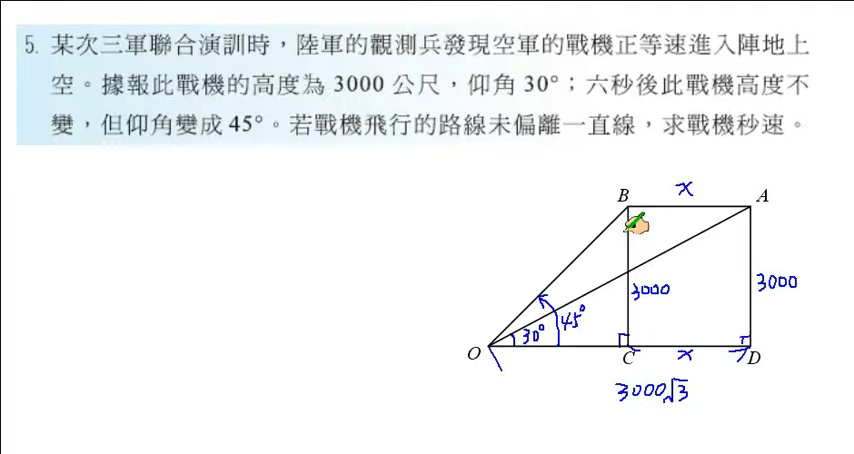 5. 某次三軍聯合演訓時，陸軍的觀測兵發現空軍的戰機正等速進入陣地上
空。據報此戰機的高度為 3000 公尺，仰角 30°；六秒後此戰機高度不
變，但仰角變成 45°。若戰機飛行的路線未偏離一直線，求戰機秒速。
B x A
3000 3000
30° 45°
O C x D
3000√3